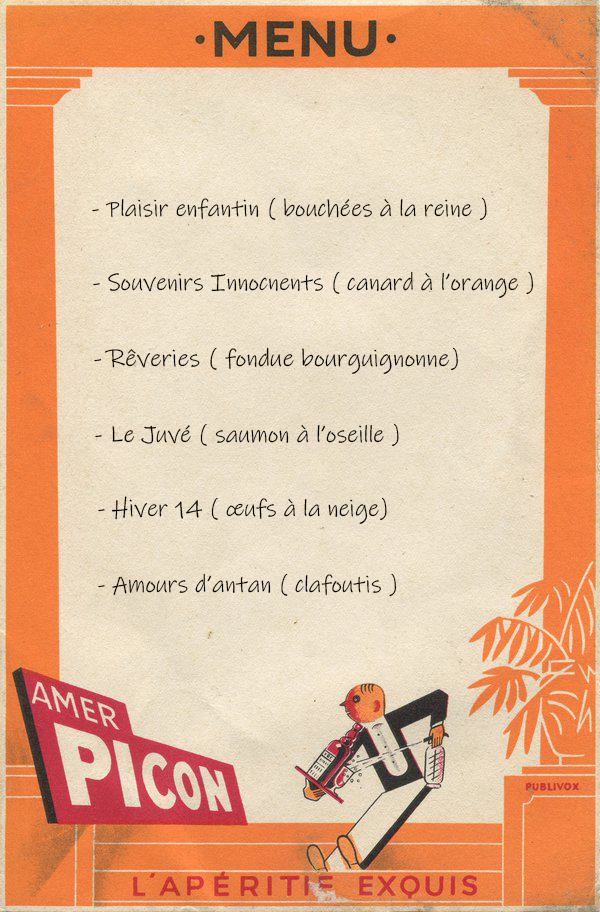 ·MENU·
- Plaisir enfantin ( bouchées à la reine )
- Souvenirs Innocnents ( canard à l'orange )
- Rêveries ( fondue bourguignonne)
- Le Juvé ( saumon à l'oseille )
- Hiver 14 ( œufs à la neige)
- Amours d'antan ( clafoutis )
AMER
PICON
PUBLIVOX
L'APÉRITIF EXQUIS